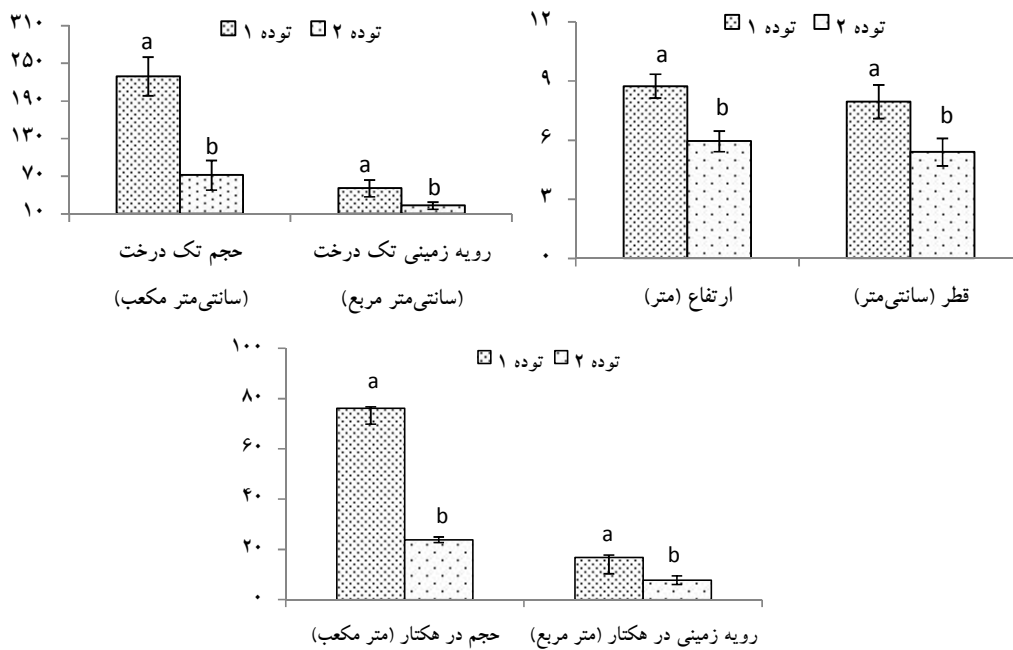 توده ۱ توده ۲
۳۱۰
۲۵۰
۱۹۰
۱۳۰
۷۰
۱۰
a
b
a
b
حجم تک درخت
(سانتی‌متر مکعب)
رویه زمینی تک درخت
(سانتی‌متر مربع)
توده ۱ توده ۲
۱۲
۹
۶
۳
۰
a
b
a
b
ارتفاع (متر)
قطر (سانتی‌متر)
توده ۱ توده ۲
۱۰۰
۸۰
۶۰
۴۰
۲۰
۰
a
b
a
b
حجم در هکتار (متر مکعب)
رویه زمینی در هکتار (متر مربع)